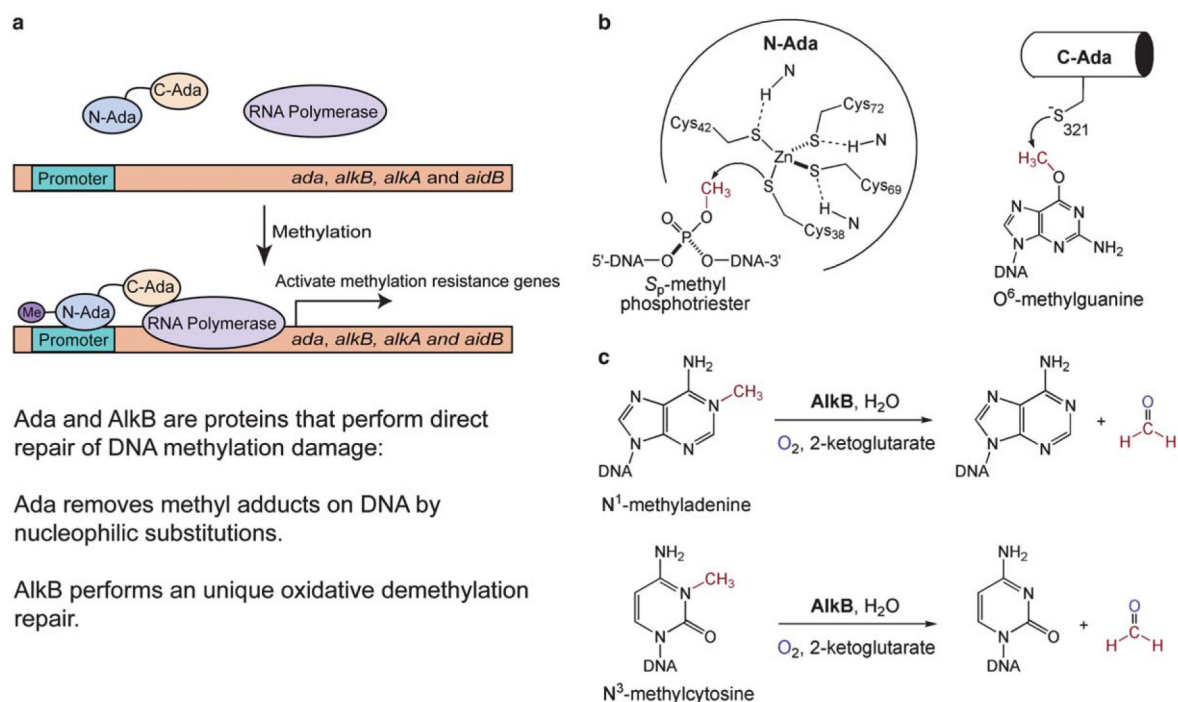 a
C-Ada
N-Ada
RNA Polymerase
Promoter
ada, alkB, alkA and aidB
Methylation
Activate methylation resistance genes
C-Ada
Me
N-Ada
RNA Polymerase
Promoter
ada, alkB, alkA and aidB
Ada and AlkB are proteins that perform direct
repair of DNA methylation damage:
Ada removes methyl adducts on DNA by
nucleophilic substitutions.
AlkB performs an unique oxidative demethylation
repair.
b
N-Ada
N
H
Cys72
Cys42
S
S
H–N
Zn
CH3
S
S
Cys69
O
O
H
N
P
Cys38
5'-DNA–O
O–DNA-3'
Sp-methyl
phosphotriester
C-Ada
S-
321
H3C
O
N
N
N
N
NH2
DNA
O6-methylguanine
c
NH2
N
N
CH3
N
N
DNA
N1-methyladenine
AlkB, H2O
O2, 2-ketoglutarate
NH2
N
N
N
N
DNA
+
O
H
H
NH2
N
CH3
N
O
DNA
N3-methylcytosine
AlkB, H2O
O2, 2-ketoglutarate
NH2
N
N
O
DNA
+
O
H
H